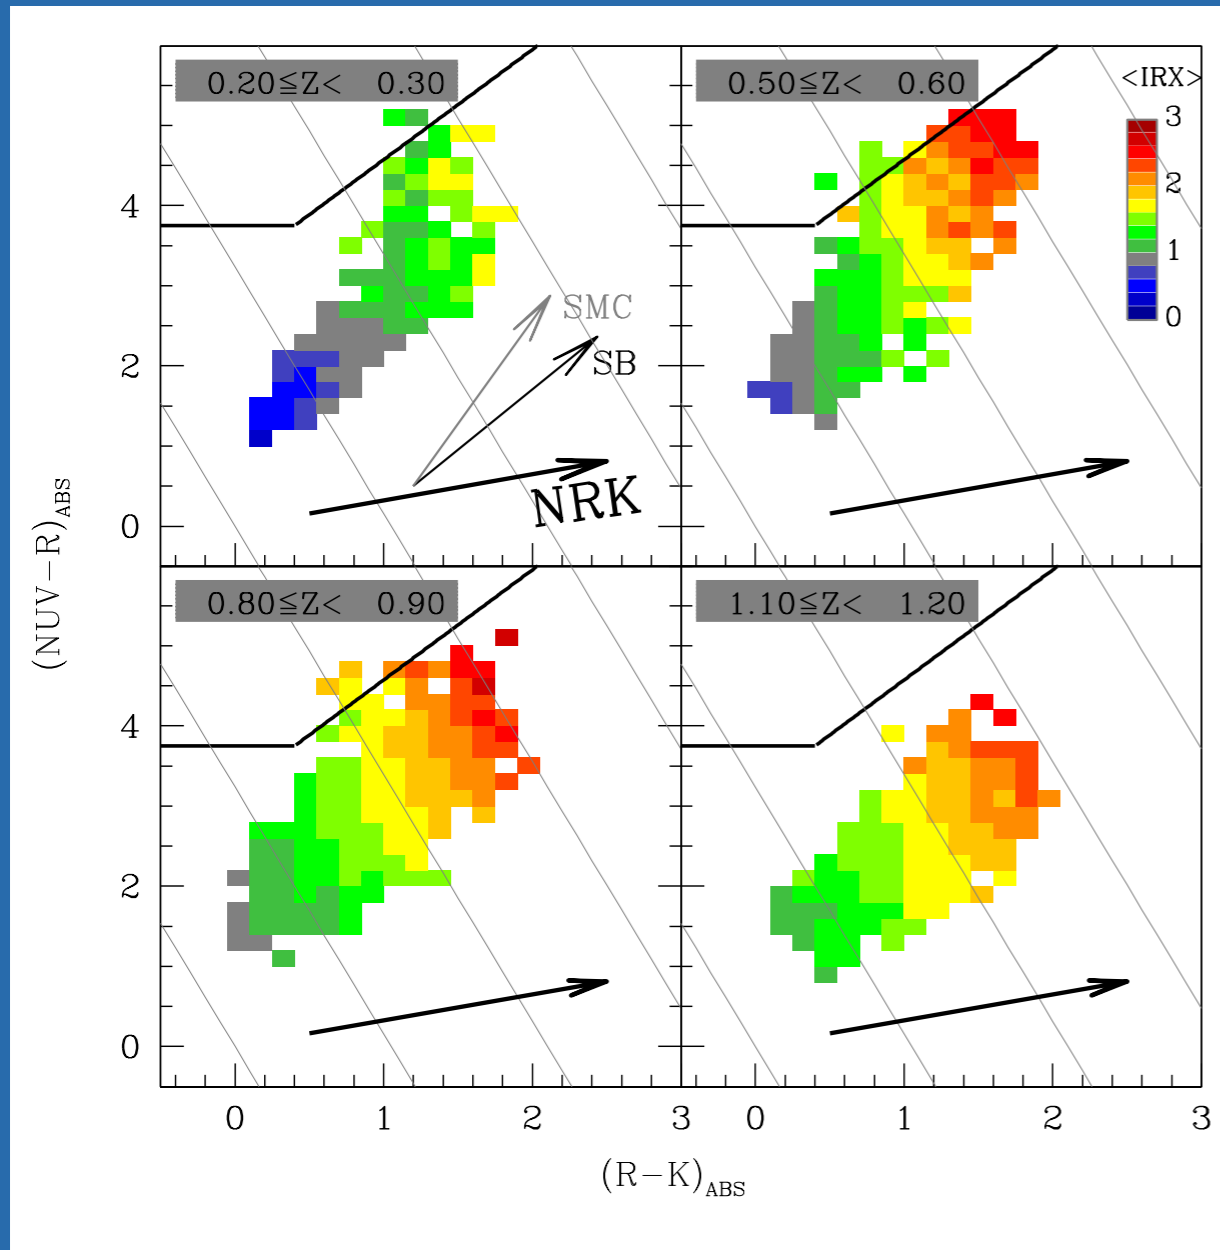 0.20≤Z< 0.30
0.50≤Z< 0.60
<IRX>
3
2
1
0
4
2
0
SMC
SB
NRK
0.80≤Z< 0.90
1.10≤Z< 1.20
4
2
0
0 1 2 3
0 1 2 3
(NUV−R)ABS
(R−K)ABS